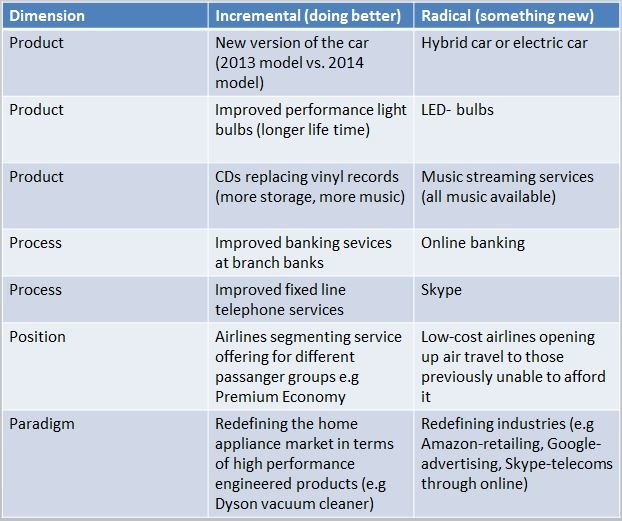 Dimension Incremental (doing better) Radical (something new)
Product New version of the car Hybrid car or electric car
(2013 model vs. 2014
model)
Product Improved performance light LED- bulbs
bulbs (longer life time)
Product CDs replacing vinyl records Music streaming services
(more storage, more music) (all music available)
Process Improved banking sevices Online banking
at branch banks
Process Improved fixed line Skype
telephone services
Position Airlines segmenting service Low-cost airlines opening
offering for different up air travel to those
passanger groups e.g previously unable to afford
Premium Economy it
Paradigm Redefining the home Redefining industries (e.g
appliance market in terms Amazon-retailing, Google-
of high performance advertising, Skype-telecoms
engineered products (e.g through online)
Dyson vacuum cleaner)